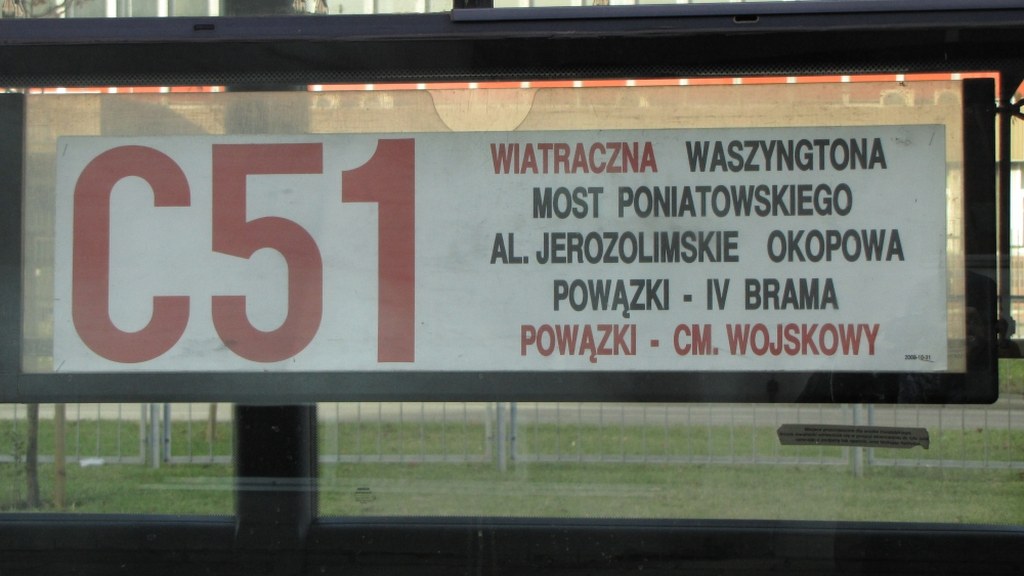 C51
WIATRACZNA WASZYNGTONA
MOST PONIATOWSKIEGO
AL. JEROZOLIMSKIE OKOPOWA
POWĄZKI - IV BRAMA
POWĄZKI - CM. WOJSKOWY